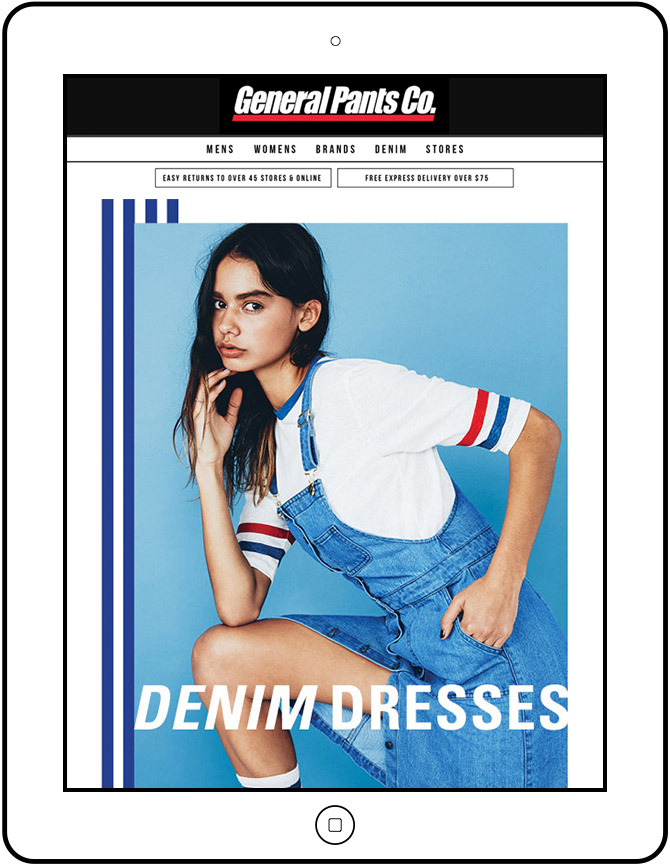 General Pants Co.
MENS WOMENS BRANDS DENIM STORES
EASY RETURNS TO OVER 45 STORES & ONLINE
FREE EXPRESS DELIVERY OVER $75
DENIM DRESSES